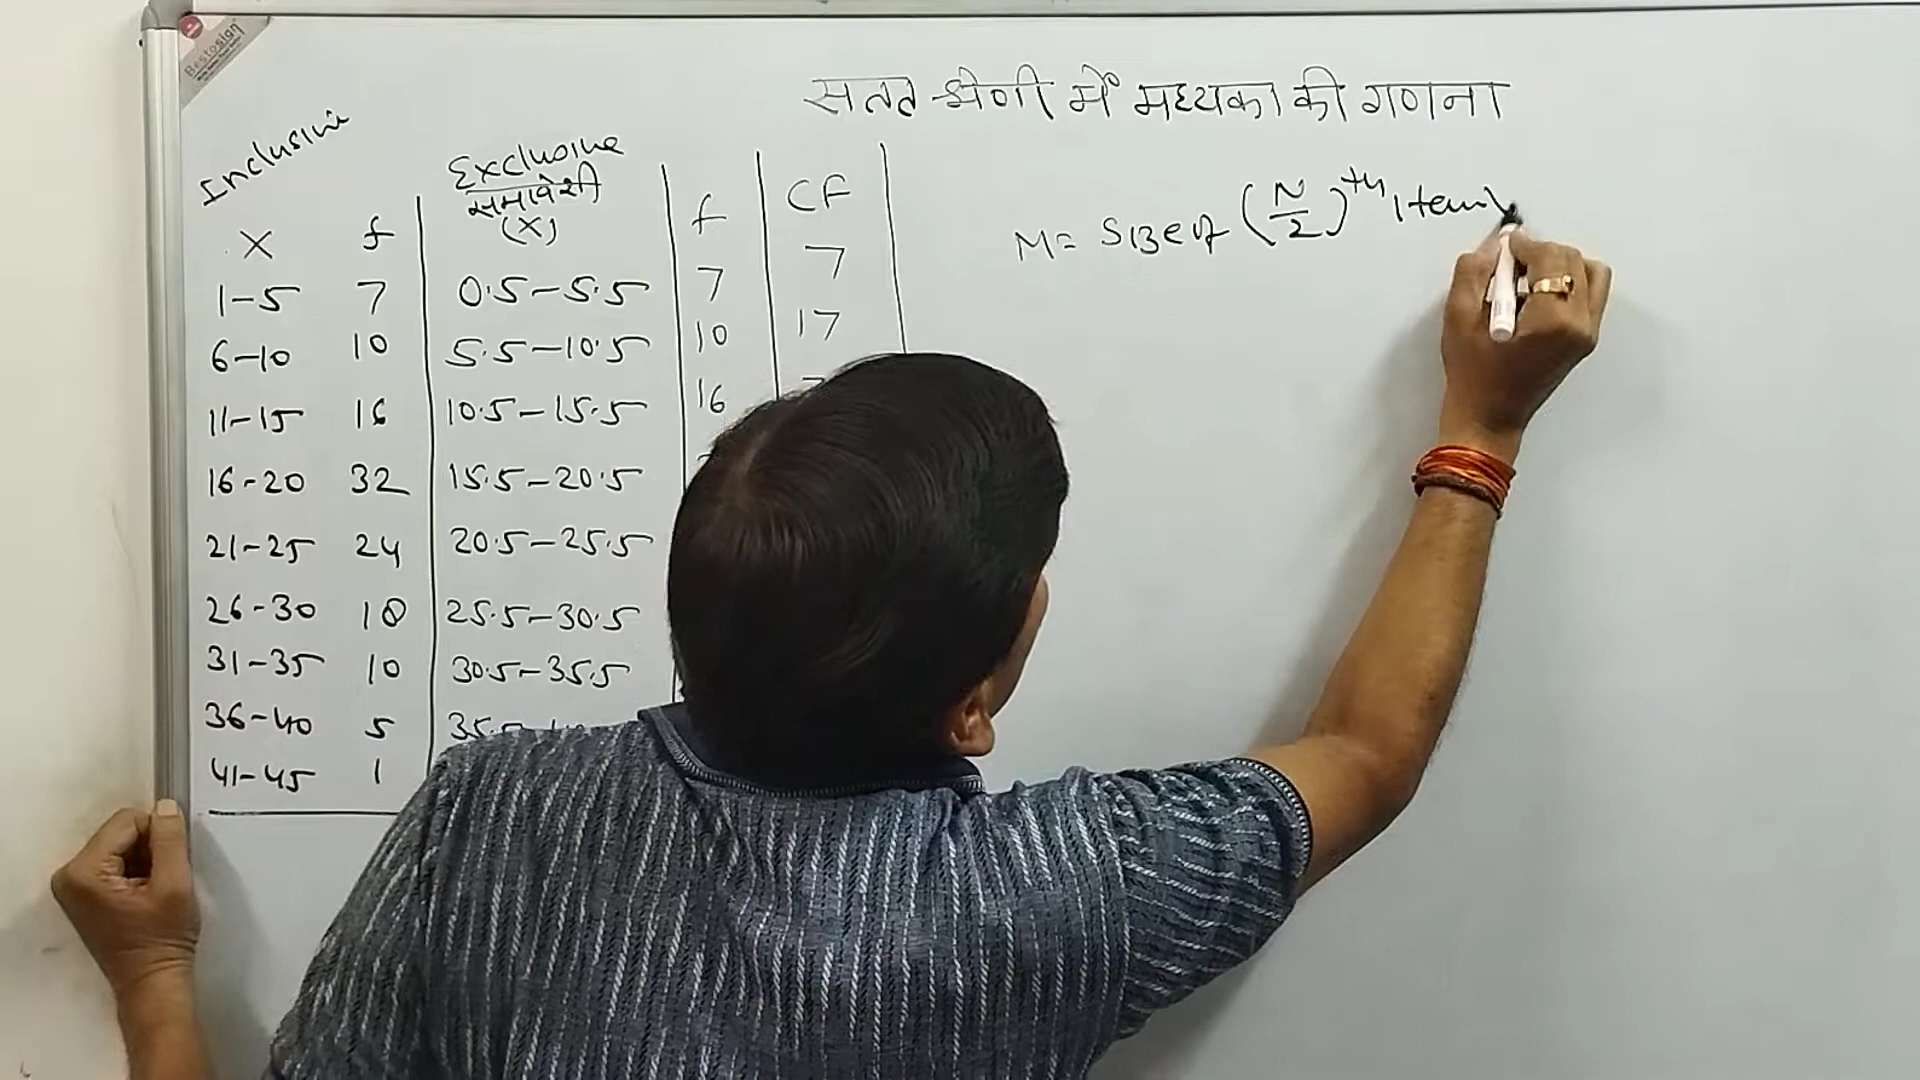 Bestosign
सतत श्रेणी में मध्यका की गणना
Inclusive
X f
1-5 7
6-10 10
11-15 16
16-20 32
21-25 24
26-30 18
31-35 10
36-40 5
41-45 1
Exclusive
समावेशी
(X) f CF
0.5-5.5 7 7
5.5-10.5 10 17
10.5-15.5 16
15.5-20.5
20.5-25.5
25.5-30.5
30.5-35.5
M= Size of (N/2)th item